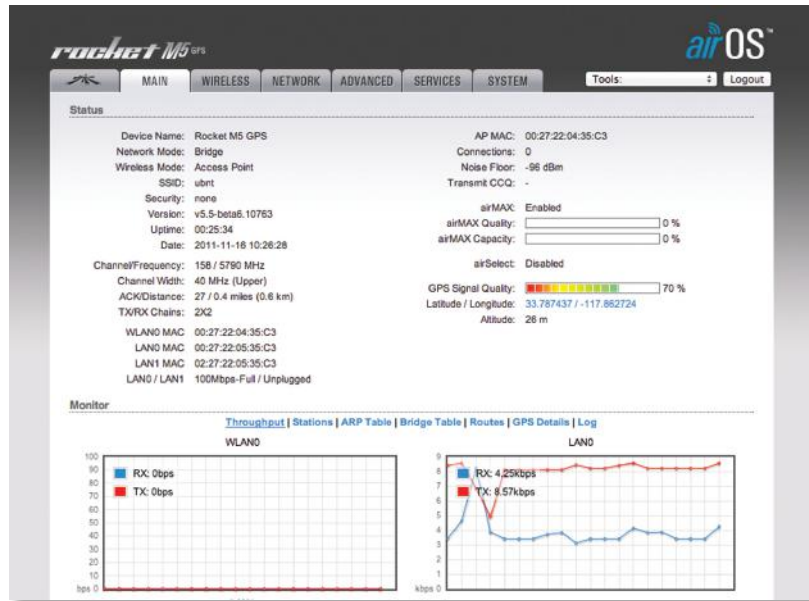 rocket M5 GPS
airOS™
MAIN WIRELESS NETWORK ADVANCED SERVICES SYSTEM Tools: Logout
Status
Device Name: Rocket M5 GPS
Network Mode: Bridge
Wireless Mode: Access Point
SSID: ubnt
Security: none
Version: v5.5-beta6.10763
Uptime: 00:25:34
Date: 2011-11-16 10:26:28
Channel/Frequency: 158 / 5790 MHz
Channel Width: 40 MHz (Upper)
ACK/Distance: 27 / 0.4 miles (0.6 km)
TX/RX Chains: 2X2
WLAN0 MAC 00:27:22:04:35:C3
LAN0 MAC 00:27:22:05:35:C3
LAN1 MAC 02:27:22:05:35:C3
LAN0 / LAN1 100Mbps-Full / Unplugged
AP MAC: 00:27:22:04:35:C3
Connections: 0
Noise Floor: -96 dBm
Transmit CCQ: -
airMAX: Enabled
airMAX Quality: 0 %
airMAX Capacity: 0 %
airSelect: Disabled
GPS Signal Quality: 70 %
Latitude / Longitude: 33.787437 / -117.862724
Altitude: 26 m
Monitor
Throughput | Stations | ARP Table | Bridge Table | Routes | GPS Details | Log
WLAN0
100
90
80
70
60
50
40
30
20
10
bps 0
RX: 0bps
TX: 0bps
LAN0
9
8
7
6
5
4
3
2
1
kbps 0
RX: 4.25kbps
TX: 8.57kbps